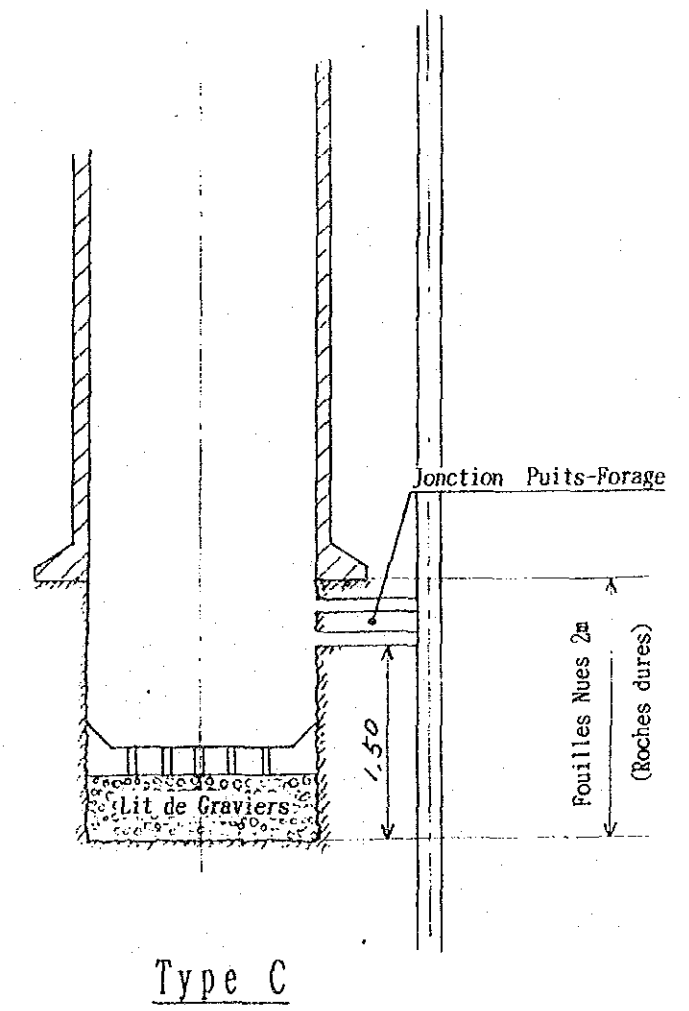 Jonction Puits-Forage
Fouilles Nues 2m
(Roches dures)
1,50
Lit de Graviers
Type C